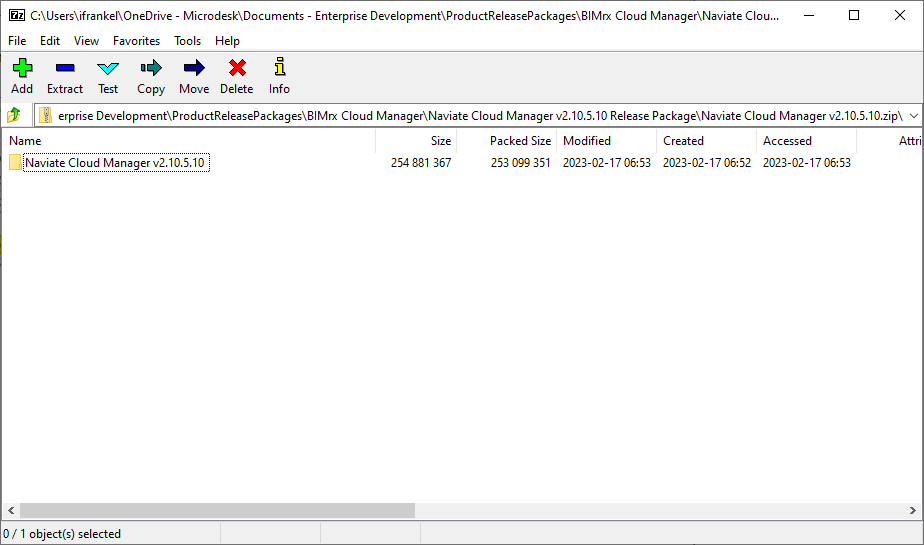 7z C:\Users\ifrankel\OneDrive - Microdesk\Documents - Enterprise Development\ProductReleasePackages\BIMrx Cloud Manager\Naviate Clou...
File Edit View Favorites Tools Help
Add Extract Test Copy Move Delete Info
erprise Development\ProductReleasePackages\BIMrx Cloud Manager\Naviate Cloud Manager v2.10.5.10 Release Package\Naviate Cloud Manager v2.10.5.10.zip\
Name Size Packed Size Modified Created Accessed Attri
Naviate Cloud Manager v2.10.5.10 254 881 367 253 099 351 2023-02-17 06:53 2023-02-17 06:52 2023-02-17 06:53
0 / 1 object(s) selected